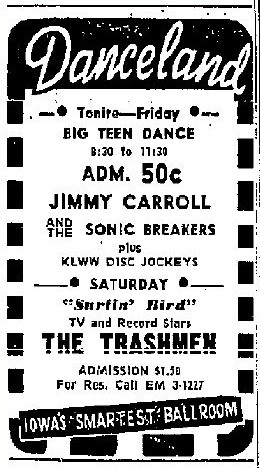 Danceland
Tonite—Friday
BIG TEEN DANCE
8:30 to 11:30
ADM. 50c
JIMMY CARROLL
AND THE SONIC BREAKERS
plus
KLWW DISC JOCKEYS
SATURDAY
"Surfin' Bird"
TV and Record Stars
THE TRASHMEN
ADMISSION $1.50
For Res. Call EM 3-1227
IOWA'S "SMARTEST" BALLROOM